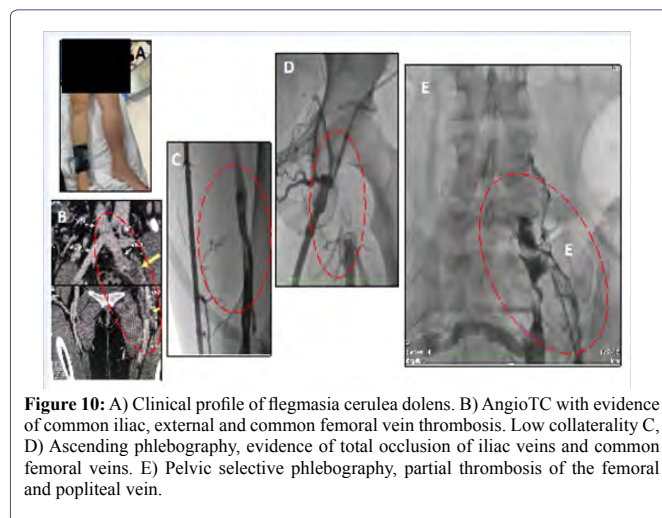 A
B
C
D
E
E
Figure 10: A) Clinical profile of flegmasia cerulea dolens. B) AngioTC with evidence
of common iliac, external and common femoral vein thrombosis. Low collaterality C,
D) Ascending phlebography, evidence of total occlusion of iliac veins and common
femoral veins. E) Pelvic selective phlebography, partial thrombosis of the femoral
and popliteal vein.